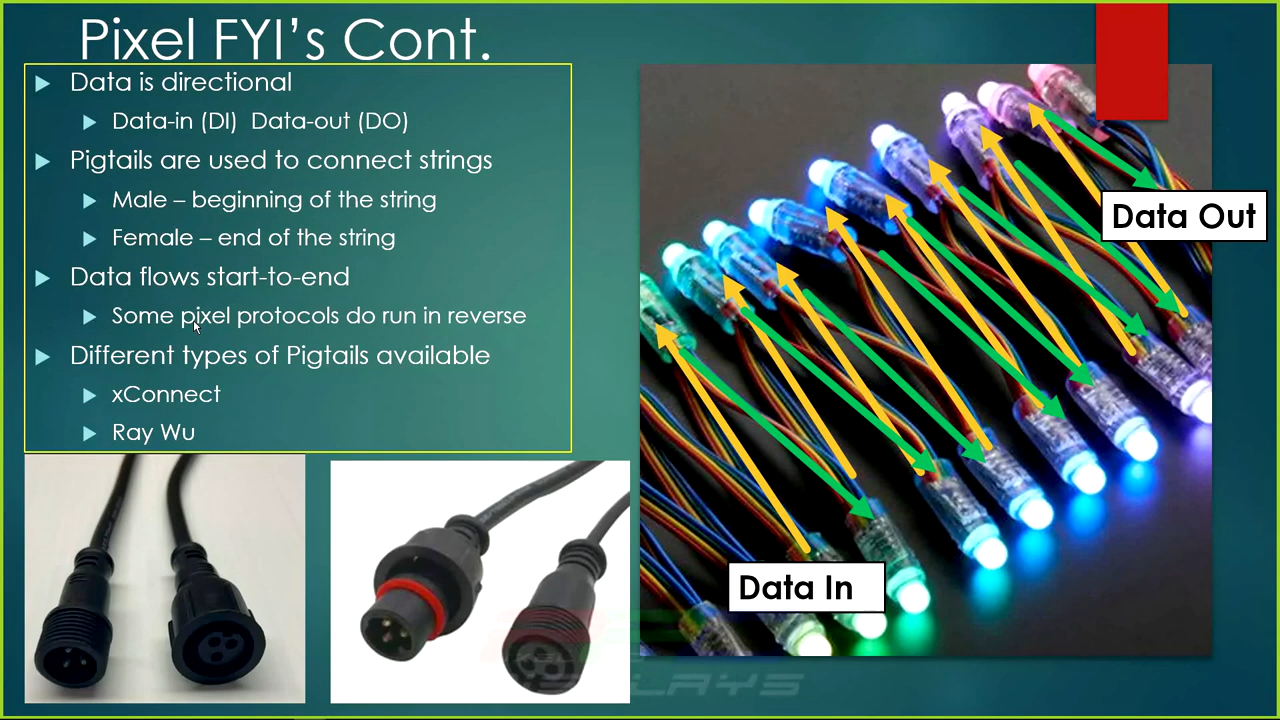 Pixel FYI's Cont.
Data is directional
Data-in (DI) Data-out (DO)
Pigtails are used to connect strings
Male – beginning of the string
Female – end of the string
Data flows start-to-end
Some pixel protocols do run in reverse
Different types of Pigtails available
xConnect
Ray Wu
Data Out
Data In